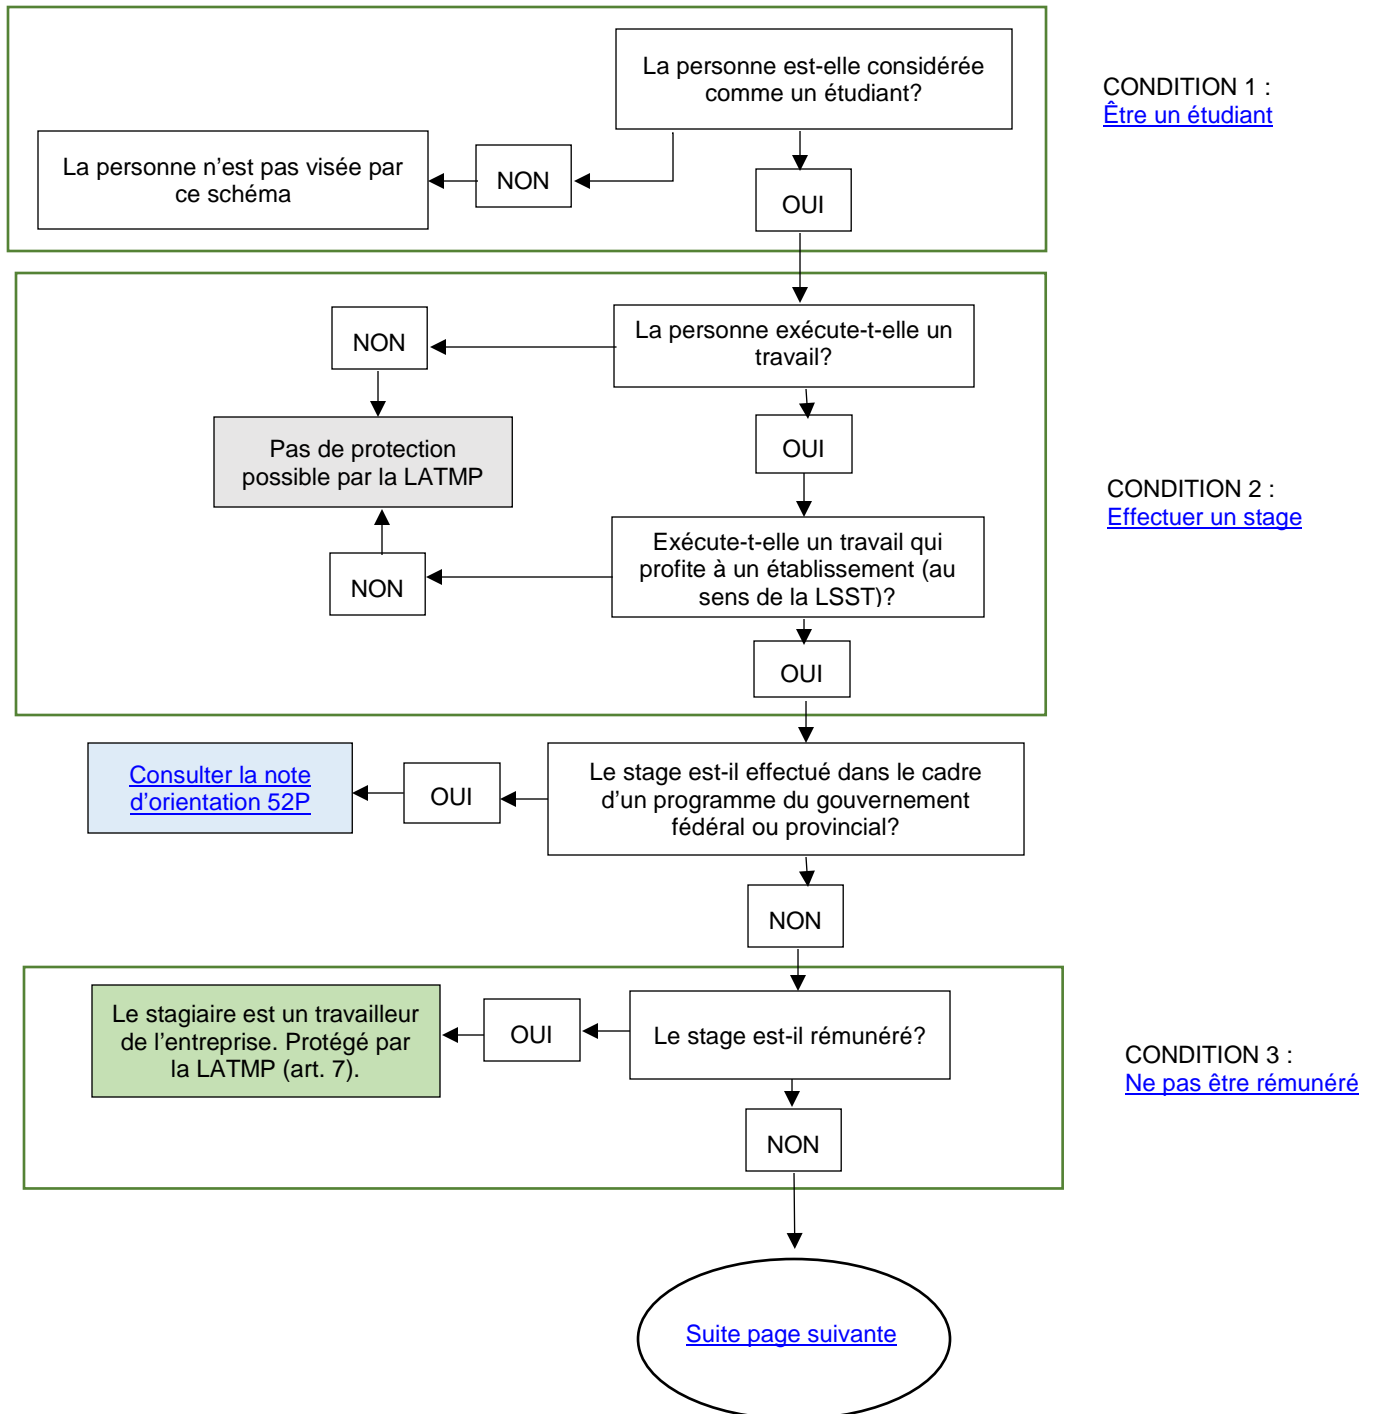 La personne est-elle considérée
comme un étudiant?
CONDITION 1 :
Être un étudiant
La personne n'est pas visée par
ce schéma
NON
OUI
La personne exécute-t-elle un
travail?
NON
OUI
Pas de protection
possible par la LATMP
CONDITION 2 :
Effectuer un stage
Exécute-t-elle un travail qui
profite à un établissement (au
sens de la LSST)?
NON
OUI
Le stage est-il effectué dans le cadre
d'un programme du gouvernement
fédéral ou provincial?
OUI
Consulter la note
d'orientation 52P
NON
Le stage est-il rémunéré?
OUI
Le stagiaire est un travailleur
de l'entreprise. Protégé par
la LATMP (art. 7).
CONDITION 3 :
Ne pas être rémunéré
NON
Suite page suivante